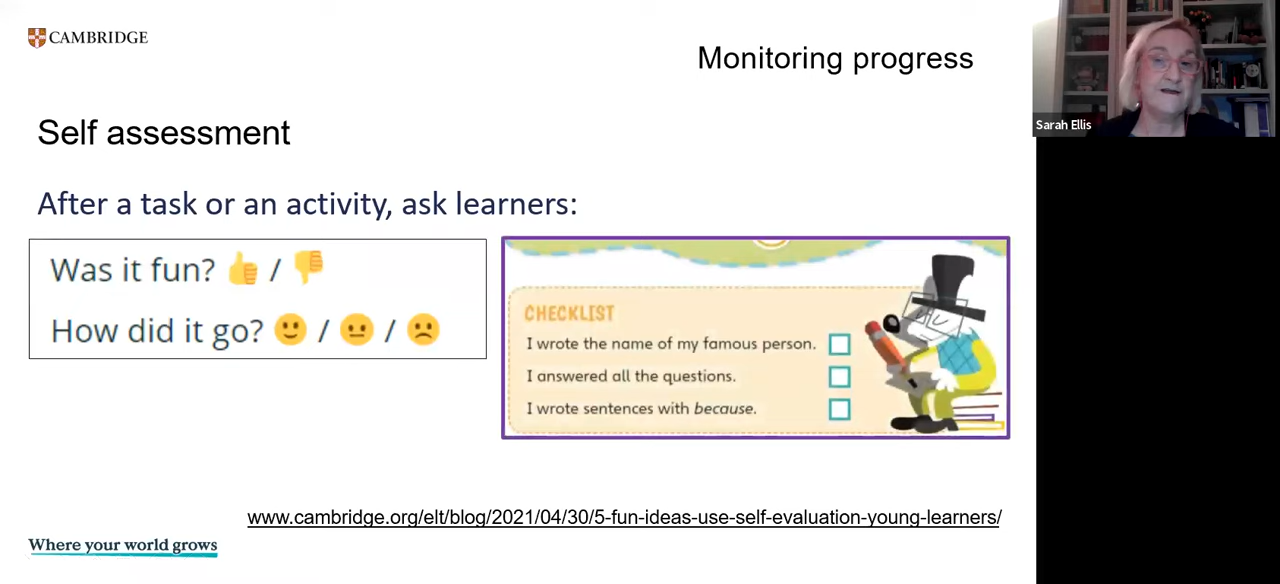 CAMBRIDGE
Monitoring progress
Sarah Ellis
Self assessment
After a task or an activity, ask learners:
Was it fun? 👍 / 👎
How did it go? 🙂 / 😐 / 🙁
CHECKLIST
I wrote the name of my famous person.
I answered all the questions.
I wrote sentences with because.
www.cambridge.org/elt/blog/2021/04/30/5-fun-ideas-use-self-evaluation-young-learners/
Where your world grows